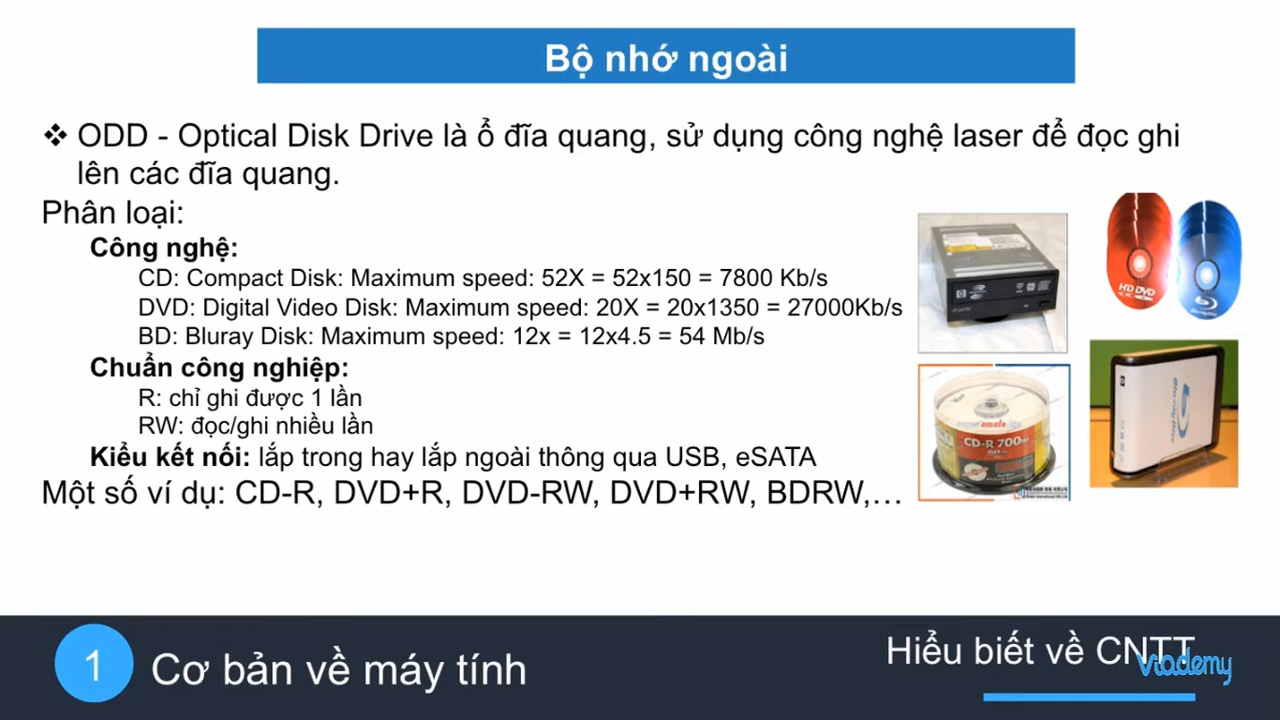 Bộ nhớ ngoài
❖ ODD - Optical Disk Drive là ổ đĩa quang, sử dụng công nghệ laser để đọc ghi
lên các đĩa quang.
Phân loại:
Công nghệ:
CD: Compact Disk: Maximum speed: 52X = 52x150 = 7800 Kb/s
DVD: Digital Video Disk: Maximum speed: 20X = 20x1350 = 27000Kb/s
BD: Bluray Disk: Maximum speed: 12x = 12x4.5 = 54 Mb/s
Chuẩn công nghiệp:
R: chỉ ghi được 1 lần
RW: đọc/ghi nhiều lần
Kiểu kết nối: lắp trong hay lắp ngoài thông qua USB, eSATA
Một số ví dụ: CD-R, DVD+R, DVD-RW, DVD+RW, BDRW,…
HD DVD
CD-R 700
1
Cơ bản về máy tính
Hiểu biết về CNTT
viademy